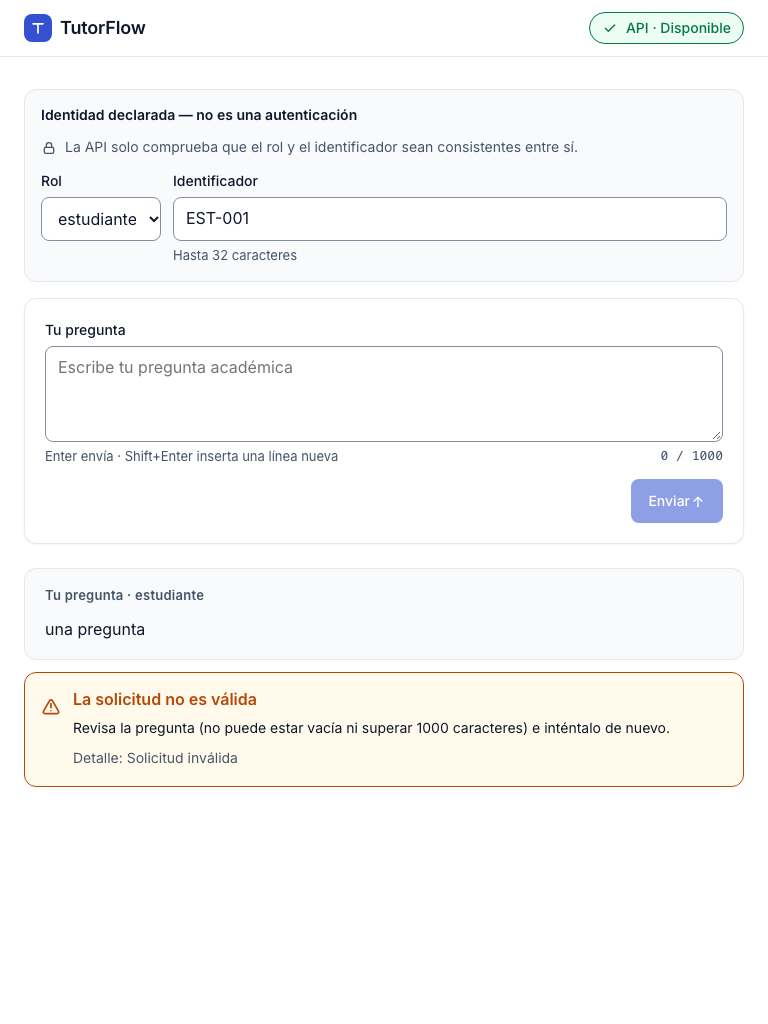 T TutorFlow
API · Disponible
Identidad declarada — no es una autenticación
La API solo comprueba que el rol y el identificador sean consistentes entre sí.
Rol
Identificador
estudiante
EST-001
Hasta 32 caracteres
Tu pregunta
Escribe tu pregunta académica
Enter envía · Shift+Enter inserta una línea nueva
0 / 1000
Enviar ↑
Tu pregunta · estudiante
una pregunta
La solicitud no es válida
Revisa la pregunta (no puede estar vacía ni superar 1000 caracteres) e inténtalo de nuevo.
Detalle: Solicitud inválida